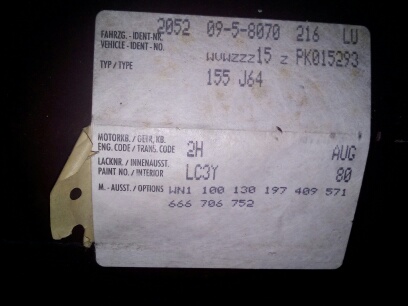 2052 09-5-8070 216 LU
FAHRZG.-IDENT-NR.
VEHICLE-IDENT-NO. WVWZZZ15 Z PK015293
TYP / TYPE 155 J64
MOTORKB. / GETR. KB.
ENG. CODE / TRANS. CODE 2H AUG
LACKNR. / INNENAUSST.
PAINT NO. / INTERIOR LC3Y 80
M.-AUSST. / OPTIONS WN1 100 130 197 409 571
666 706 752